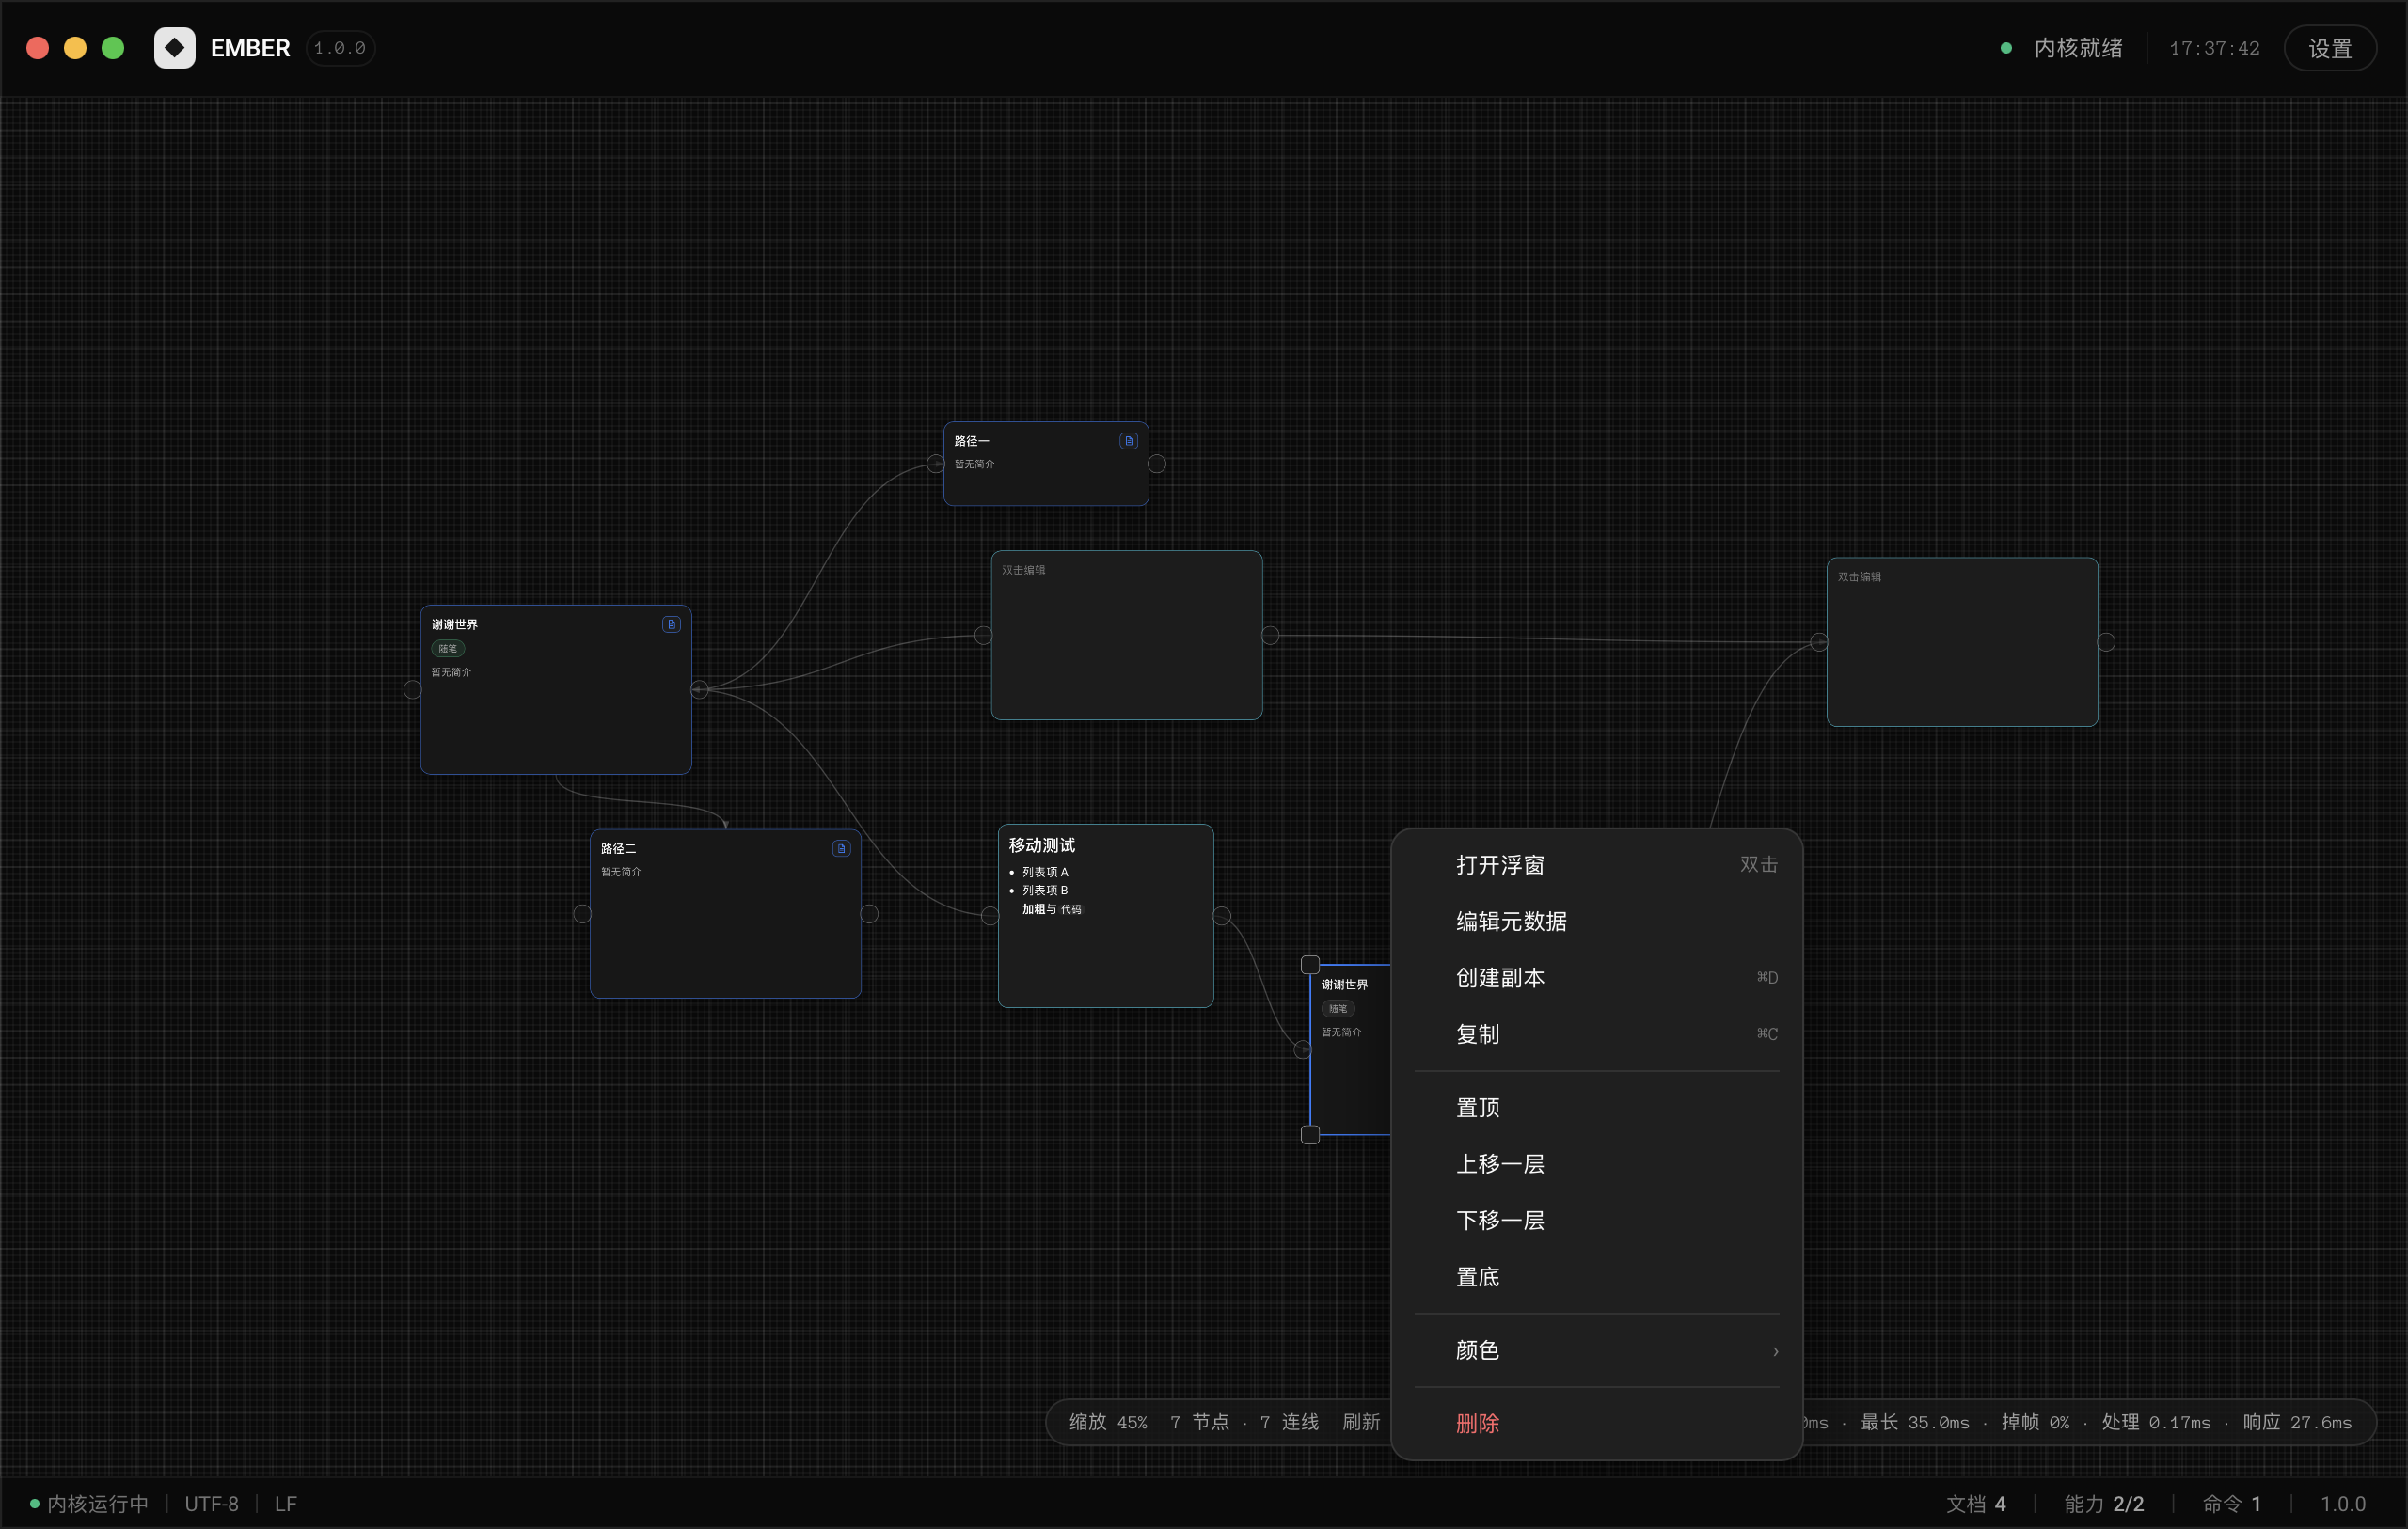 EMBER 1.0.0
内核就绪 17:37:42 设置
路径一
暂无简介
双击编辑
双击编辑
谢谢世界
随笔
暂无简介
路径二
暂无简介
移动测试
• 列表项 A
• 列表项 B
加粗与 代码
谢谢世界
随笔
暂无简介
打开浮窗 双击
编辑元数据
创建副本 ⌘D
复制 ⌘C
置顶
上移一层
下移一层
置底
颜色 ›
删除
缩放 45% 7 节点 · 7 连线 刷新
0ms · 最长 35.0ms · 掉帧 0% · 处理 0.17ms · 响应 27.6ms
内核运行中 UTF-8 LF
文档 4 能力 2/2 命令 1 1.0.0